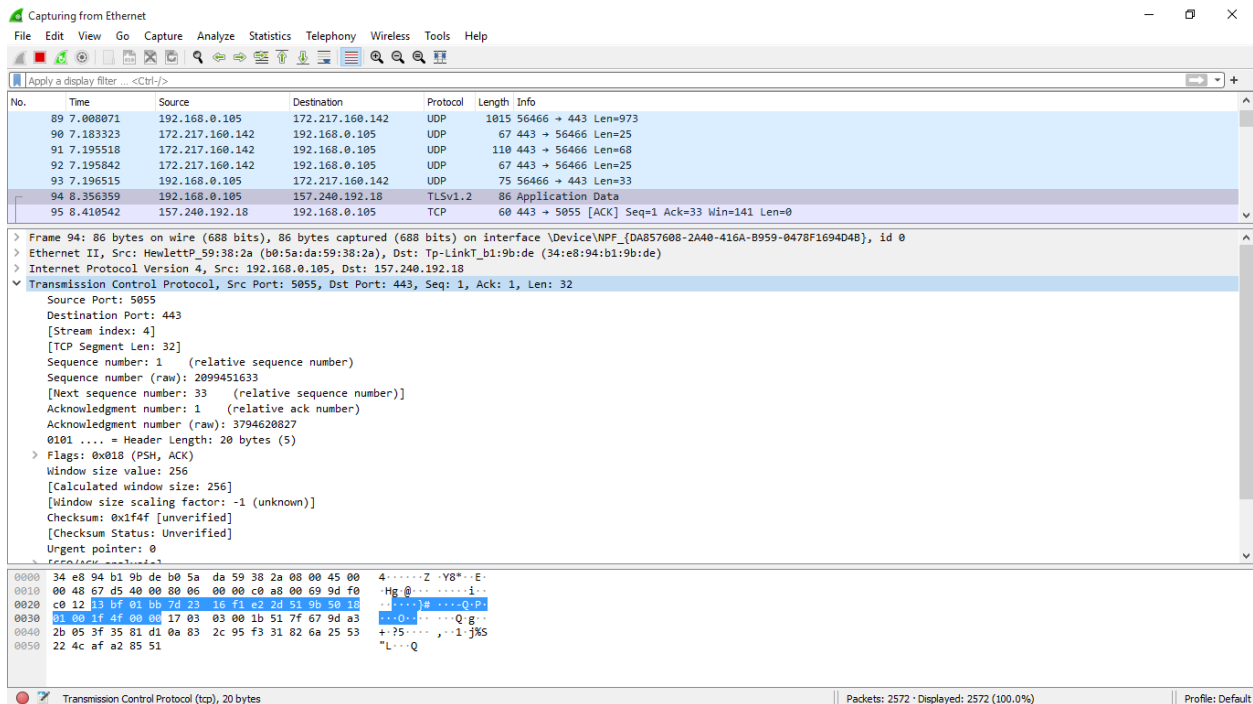 Capturing from Ethernet
File Edit View Go Capture Analyze Statistics Telephony Wireless Tools Help
Apply a display filter ... <Ctrl-/>
No. Time Source Destination Protocol Length Info
89 7.008071 192.168.0.105 172.217.160.142 UDP 1015 56466 → 443 Len=973
90 7.183323 172.217.160.142 192.168.0.105 UDP 67 443 → 56466 Len=25
91 7.195518 172.217.160.142 192.168.0.105 UDP 110 443 → 56466 Len=68
92 7.195842 172.217.160.142 192.168.0.105 UDP 67 443 → 56466 Len=25
93 7.196515 192.168.0.105 172.217.160.142 UDP 75 56466 → 443 Len=33
94 8.356359 192.168.0.105 157.240.192.18 TLSv1.2 86 Application Data
95 8.410542 157.240.192.18 192.168.0.105 TCP 60 443 → 5055 [ACK] Seq=1 Ack=33 Win=141 Len=0
Frame 94: 86 bytes on wire (688 bits), 86 bytes captured (688 bits) on interface \Device\NPF_{DA857608-2A40-416A-B959-0478F1694D4B}, id 0
Ethernet II, Src: HewlettP_59:38:2a (b0:5a:da:59:38:2a), Dst: Tp-LinkT_b1:9b:de (34:e8:94:b1:9b:de)
Internet Protocol Version 4, Src: 192.168.0.105, Dst: 157.240.192.18
Transmission Control Protocol, Src Port: 5055, Dst Port: 443, Seq: 1, Ack: 1, Len: 32
Source Port: 5055
Destination Port: 443
[Stream index: 4]
[TCP Segment Len: 32]
Sequence number: 1 (relative sequence number)
Sequence number (raw): 2099451633
[Next sequence number: 33 (relative sequence number)]
Acknowledgment number: 1 (relative ack number)
Acknowledgment number (raw): 3794620827
0101 .... = Header Length: 20 bytes (5)
Flags: 0x018 (PSH, ACK)
Window size value: 256
[Calculated window size: 256]
[Window size scaling factor: -1 (unknown)]
Checksum: 0x1f4f [unverified]
[Checksum Status: Unverified]
Urgent pointer: 0
[SEQ/ACK analysis]
0000 34 e8 94 b1 9b de b0 5a da 59 38 2a 08 00 45 00 4······Z ·Y8*··E·
0010 00 48 67 d5 40 00 80 06 00 00 c0 a8 00 69 9d f0 ·Hg·@··· ·····i··
0020 c0 12 13 bf 01 bb 7d 23 16 f1 e2 2d 51 9b 50 18 ······}# ···-Q·P·
0030 01 00 1f 4f 00 00 17 03 03 00 1b 51 7f 67 9d a3 ···O···· ···Q·g··
0040 2b 05 3f 35 81 d1 0a 83 2c 95 f3 31 82 6a 25 53 +·?5···· ,··1·j%S
0050 22 4c af a2 85 51 "L···Q
Transmission Control Protocol (tcp), 20 bytes Packets: 2572 · Displayed: 2572 (100.0%) Profile: Default